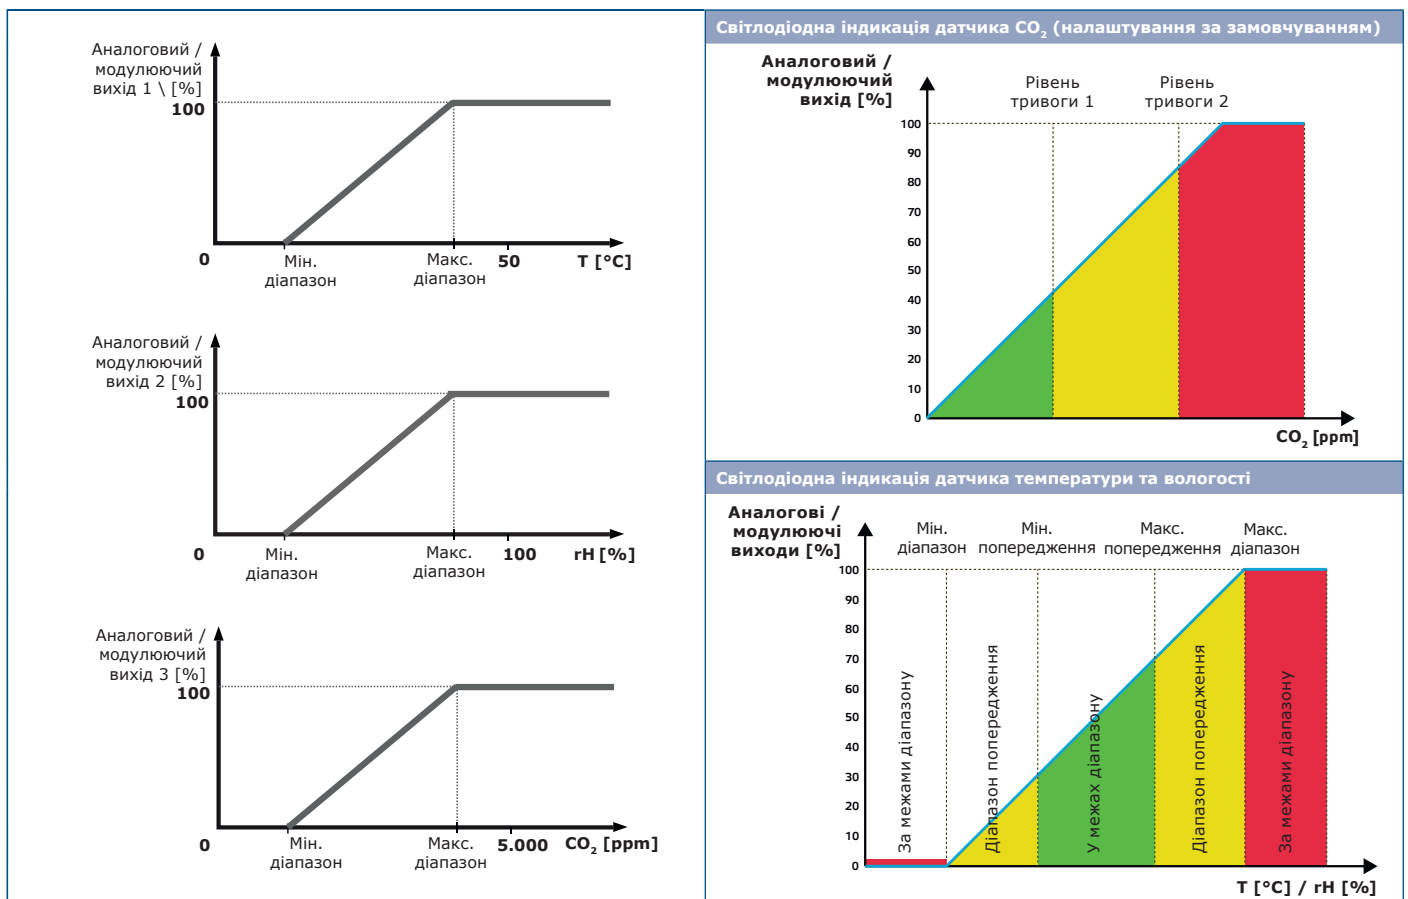 Аналоговий /
модулюючий
вихід 1 \ [%]
100
0
Мін.
діапазон
Макс.
діапазон
50
T [°C]
Аналоговий /
модулюючий
вихід 2 [%]
100
0
Мін.
діапазон
Макс.
діапазон
100
rH [%]
Аналоговий /
модулюючий
вихід 3 [%]
100
0
Мін.
діапазон
Макс.
діапазон
5.000
CO2 [ppm]
Світлодіодна індикація датчика CO2 (налаштування за замовчуванням)
Аналоговий /
модулюючий
вихід [%]
Рівень
тривоги 1
Рівень
тривоги 2
100
90
80
70
60
50
40
30
20
10
0
CO2 [ppm]
Світлодіодна індикація датчика температури та вологості
Аналогові /
модулюючі
виходи [%]
Мін.
діапазон
Мін.
попередження
Макс.
попередження
Макс.
діапазон
100
90
80
70
60
50
40
30
20
10
0
За межами діапазону
Діапазон попередження
У межах діапазону
Діапазон попередження
За межами діапазону
T [°C] / rH [%]